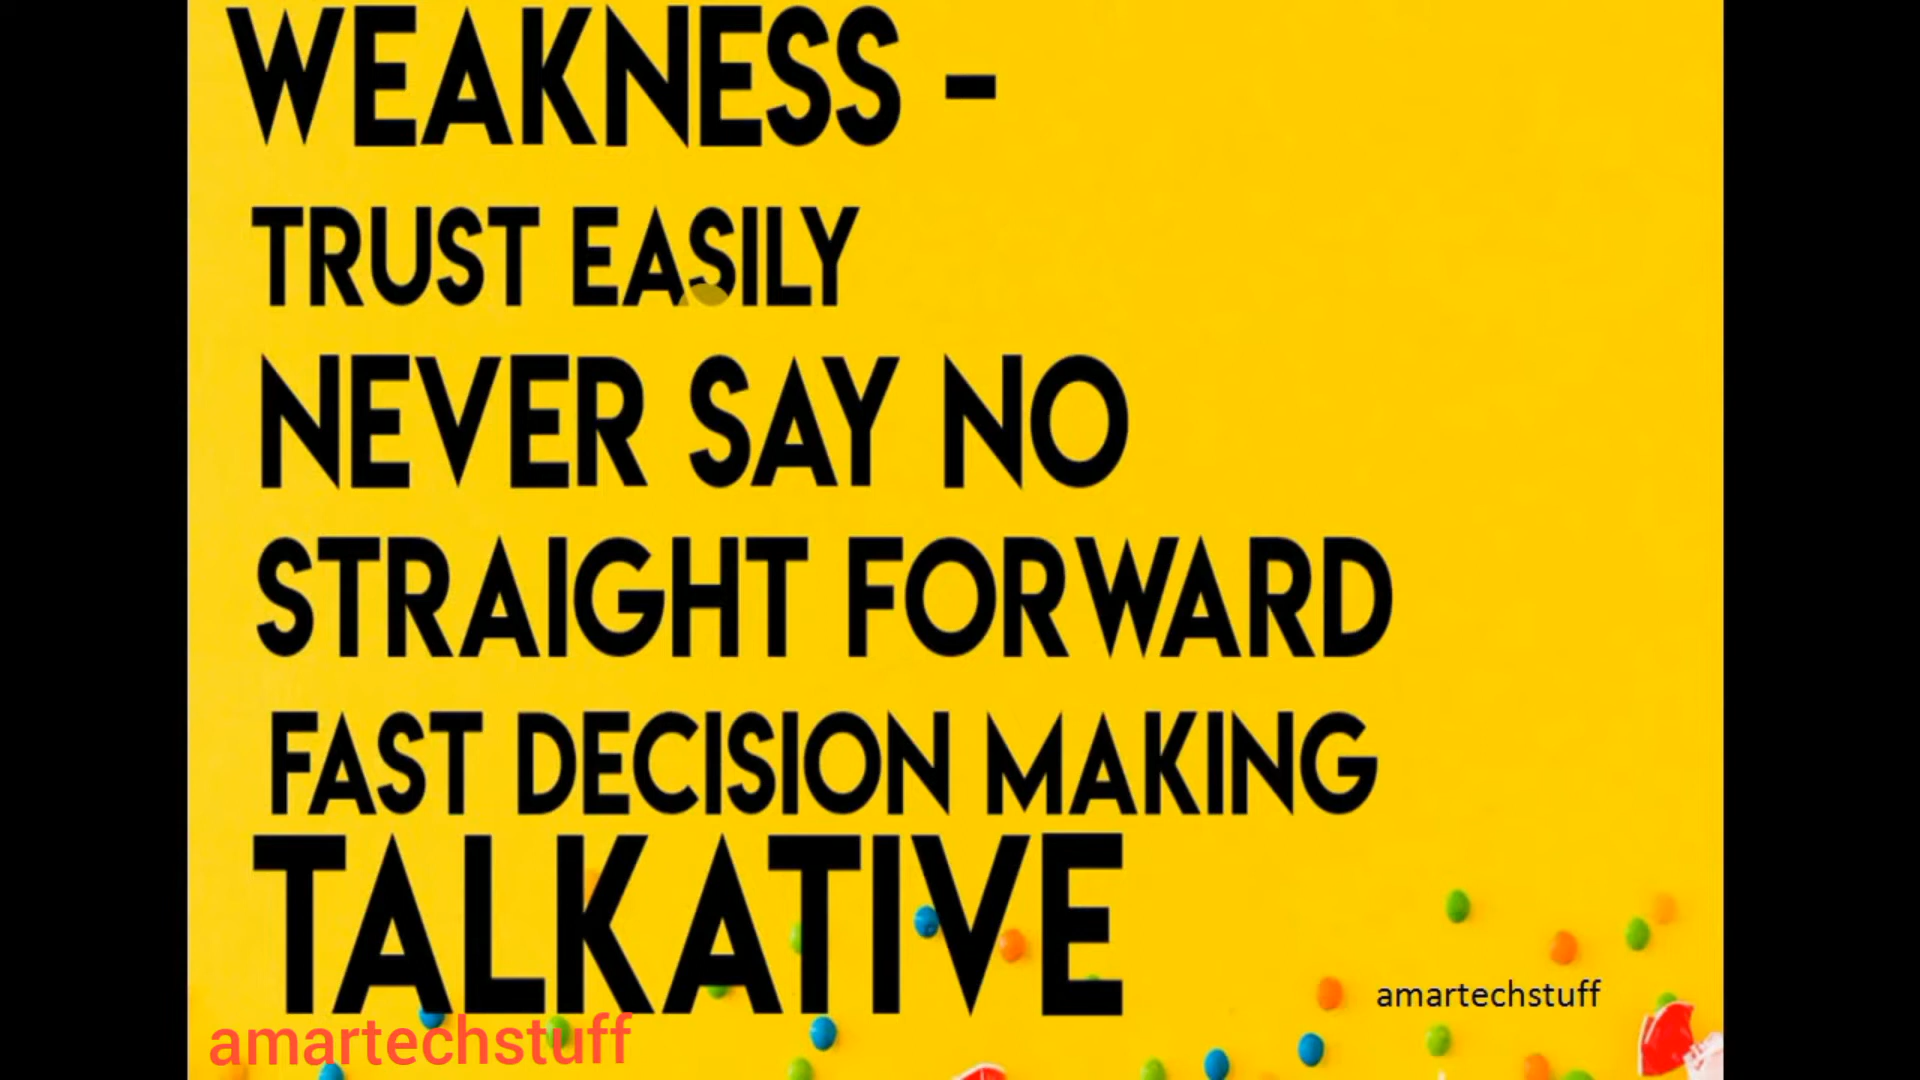 WEAKNESS -
TRUST EASILY
NEVER SAY NO
STRAIGHT FORWARD
FAST DECISION MAKING
TALKATIVE
amartechstuff
amartechstuff